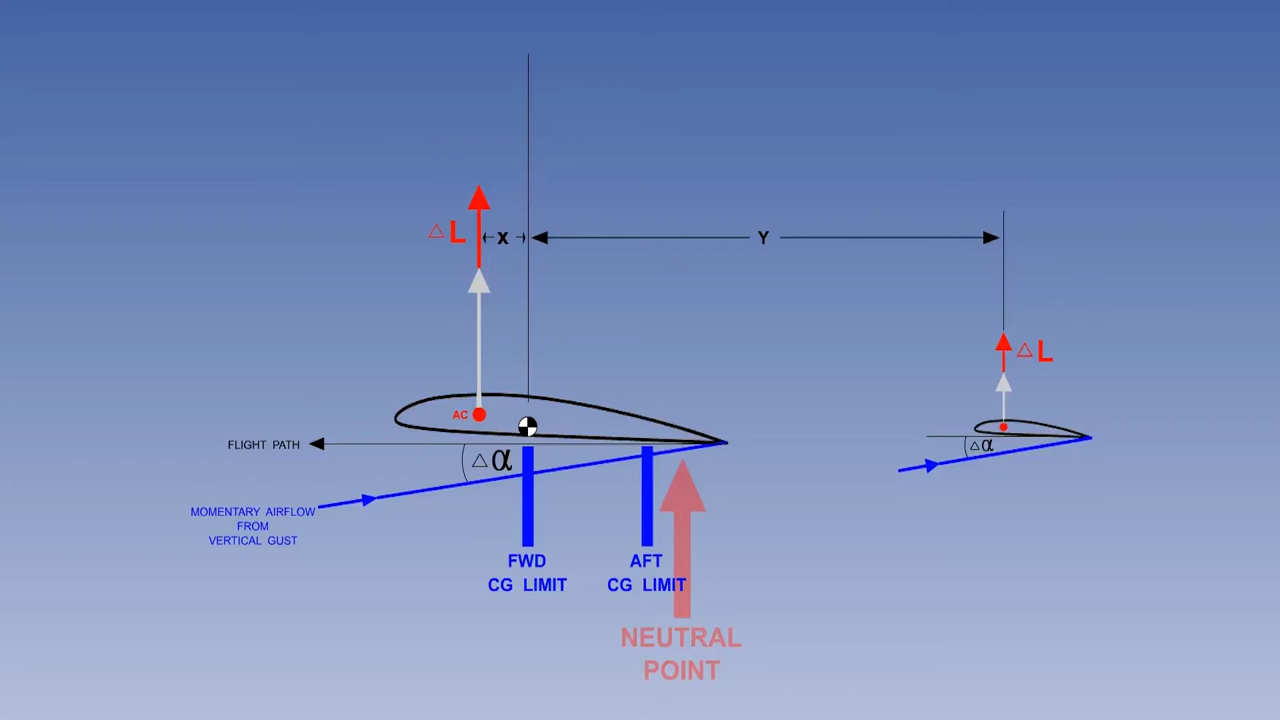 △L
X
Y
△L
AC
FLIGHT PATH
△α
△α
MOMENTARY AIRFLOW
FROM
VERTICAL GUST
FWD
CG LIMIT
AFT
CG LIMIT
NEUTRAL
POINT